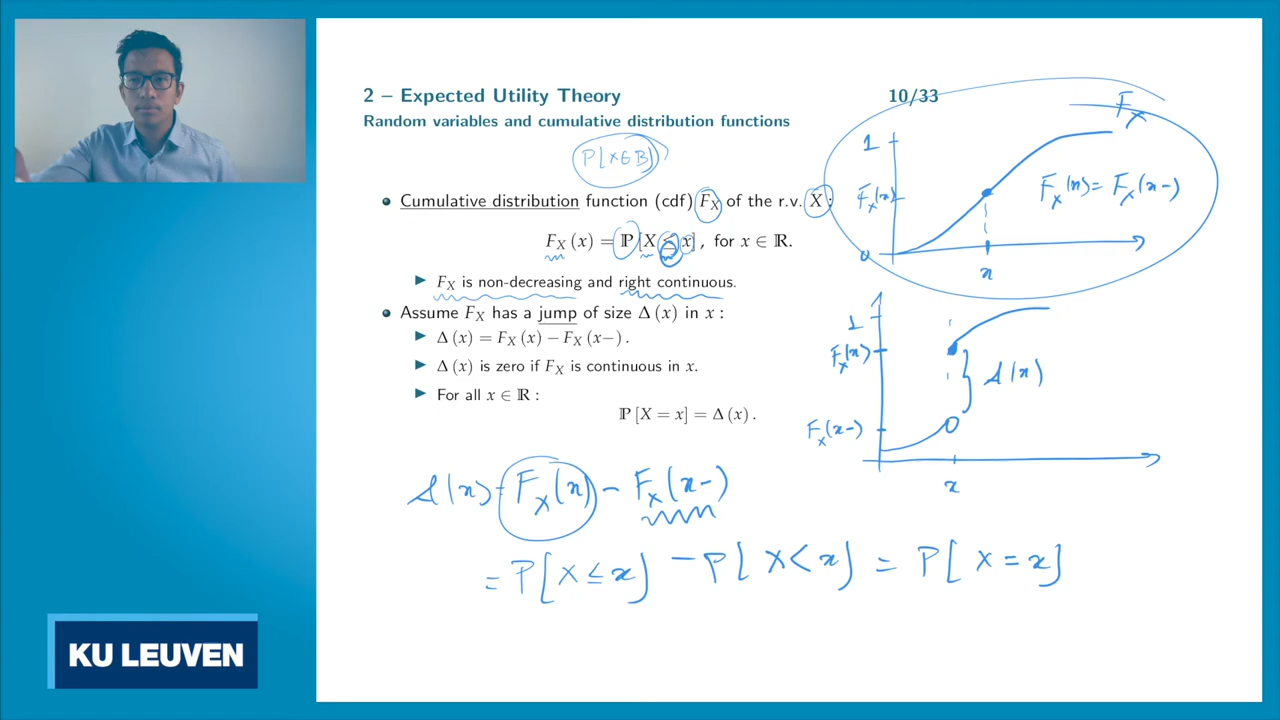 2 – Expected Utility Theory
10/33
Random variables and cumulative distribution functions
P[X∈B]
• Cumulative distribution function (cdf) F_X of the r.v. X:
F_X (x) = ℙ [X ≤ x] , for x ∈ ℝ.
▶ F_X is non-decreasing and right continuous.
• Assume F_X has a jump of size Δ (x) in x :
▶ Δ (x) = F_X (x) − F_X (x−) .
▶ Δ (x) is zero if F_X is continuous in x.
▶ For all x ∈ ℝ :
ℙ [X = x] = Δ (x) .
F_X
1
F_X(x)
F_X(x) = F_X(x-)
0
x
1
F_X(x)
Δ(x)
F_X(x-)
x
Δ(x) = F_X(x) − F_X(x-)
= P[X ≤ x] − P[X < x] = P[X = x]
KU LEUVEN